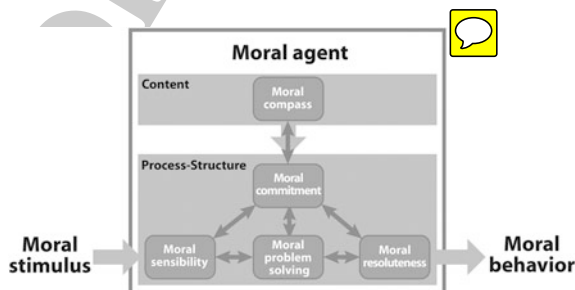 Moral agent
Content
Moral
compass
Process-Structure
Moral
commitment
Moral
stimulus
Moral
sensibility
Moral
problem
solving
Moral
resoluteness
Moral
behavior